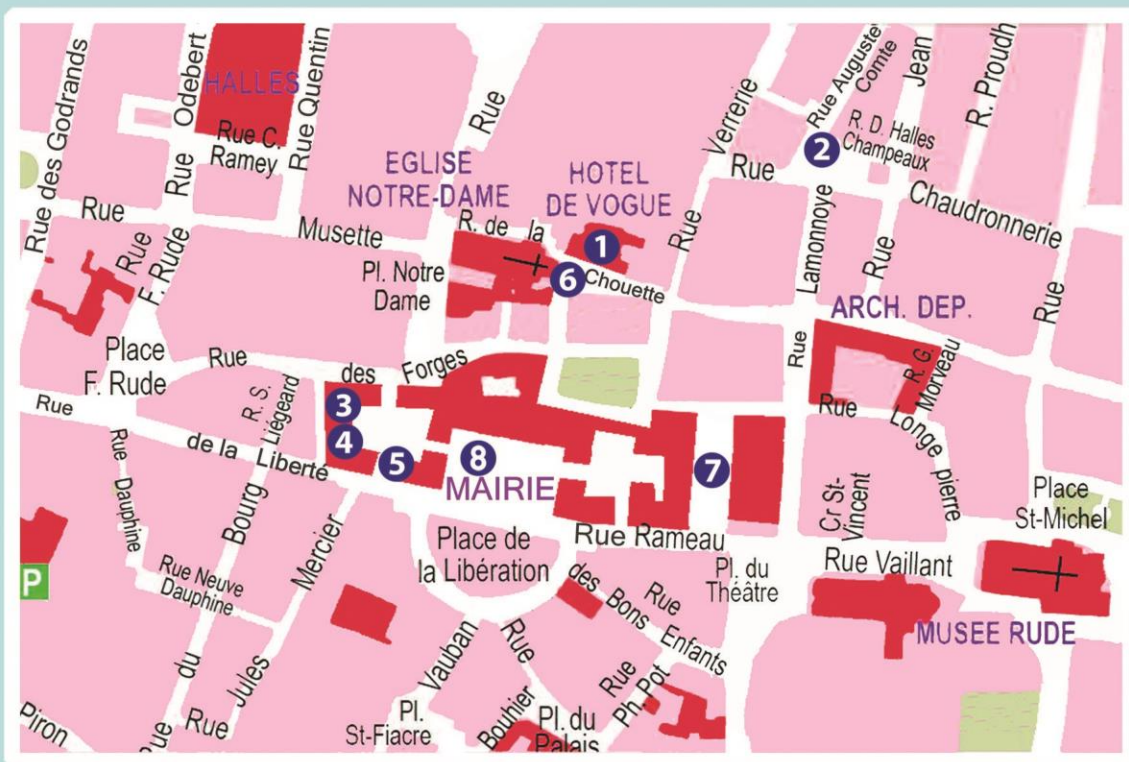 Rue des Godrands
Rue Odebert
HALLES
Rue C.
Ramey
Rue Quentin
Rue
Musette
Rue
F. Rude
Place
F. Rude
EGLISE
NOTRE-DAME
Rue
HOTEL
DE VOGUE
R. de la
Chouette
Pl. Notre
Dame
1
6
Rue Verrerie
Rue Auguste
Comte
2
R. D. Halles
Champeaux
Rue Jean
R. Proudh
Rue
Chaudronnerie
Lamonnoye
Rue
Rue
ARCH. DEP.
R. G.
Morveau
Rue
Longe pierre
Rue
des Forges
R. S.
Liégeard
3
4
5
8
7
MAIRIE
Rue
de la Liberté
Rue
Dauphine
Rue Neuve
Dauphine
Rue du Bourg
Rue Jules Mercier
Place de
la Libération
Rue Rameau
Pl. du
Théâtre
Cr St-
Vincent
Rue Vaillant
Place
St-Michel
MUSEE RUDE
Rue
des Bons Enfants
P
Piron
Vauban
Rue
Bouhier
Rue
Ph. Pot
Pl.
St-Fiacre
Pl. du
Palais